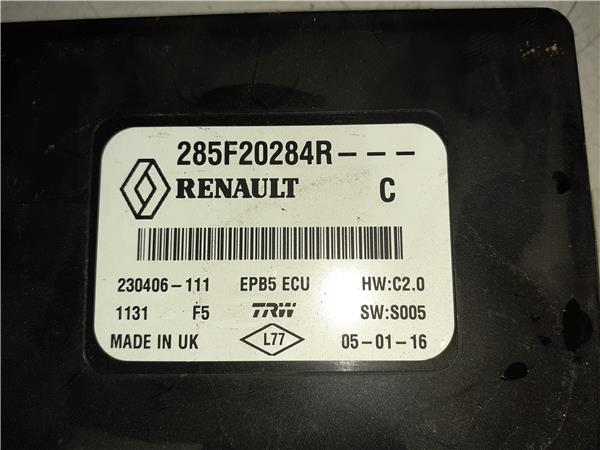 285F20284R---
RENAULT C
230406-111 EPB5 ECU HW:C2.0
1131 F5 TRW SW:S005
MADE IN UK L77 05-01-16